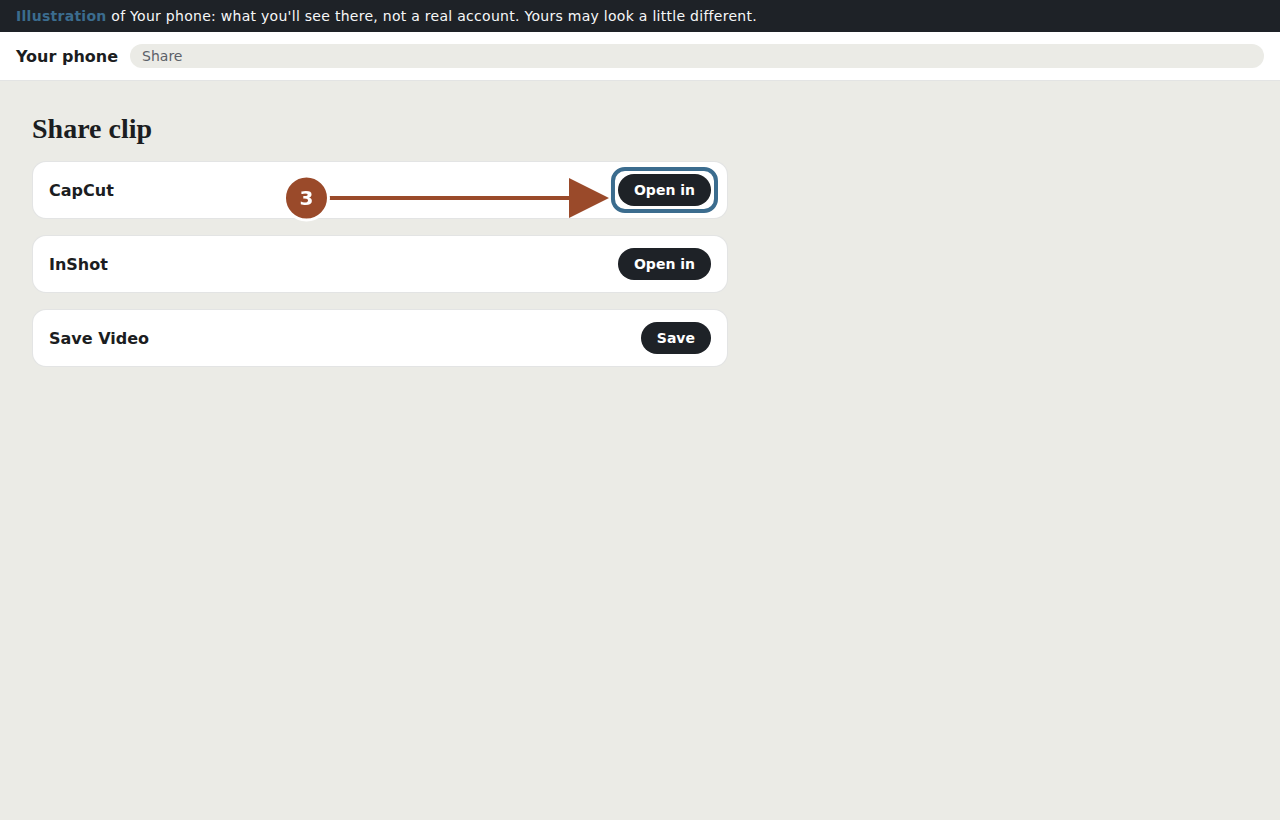 Illustration of Your phone: what you'll see there, not a real account. Yours may look a little different.
Your phone Share
Share clip
CapCut 3 Open in
InShot Open in
Save Video Save